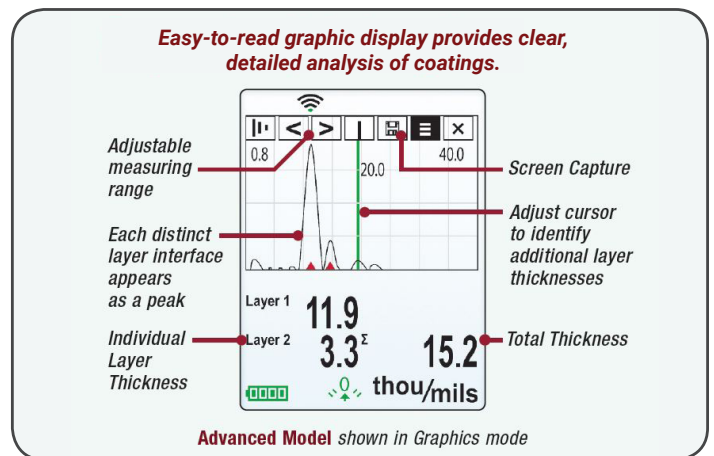 Easy-to-read graphic display provides clear,
detailed analysis of coatings.
Adjustable
measuring
range
Each distinct
layer interface
appears
as a peak
Individual
Layer
Thickness
0.8
20.0
40.0
Layer 1
11.9
Layer 2
3.3Σ
15.2
thou/mils
Screen Capture
Adjust cursor
to identify
additional layer
thicknesses
Total Thickness
Advanced Model shown in Graphics mode